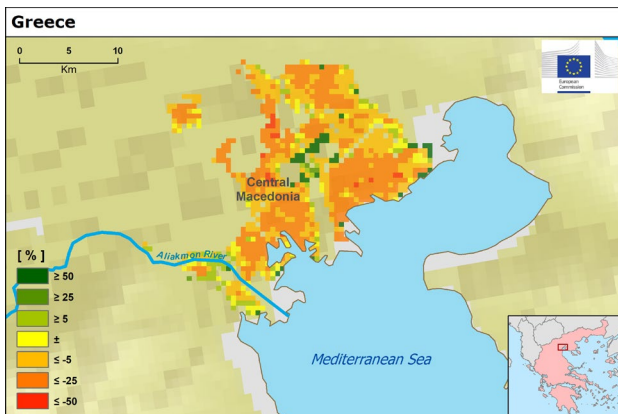 Greece
0 5 10
Km
European
Commission
Central
Macedonia
[ % ]
≥ 50
≥ 25
≥ 5
±
≤ -5
≤ -25
≤ -50
Aliakmon River
Mediterranean Sea